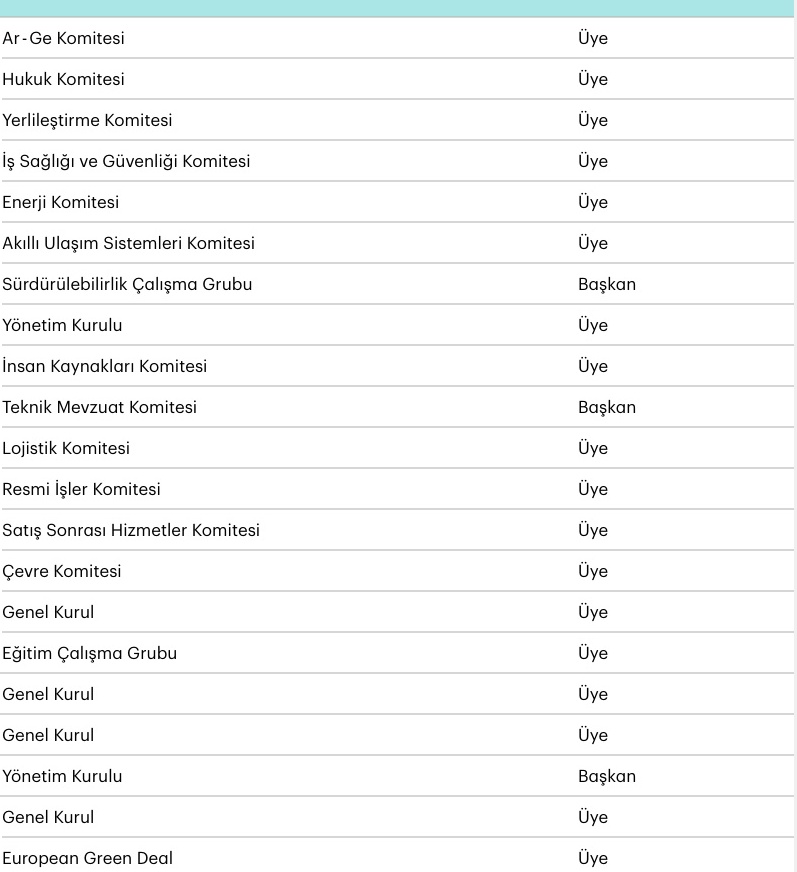 Ar-Ge Komitesi Üye
Hukuk Komitesi Üye
Yerlileştirme Komitesi Üye
İş Sağlığı ve Güvenliği Komitesi Üye
Enerji Komitesi Üye
Akıllı Ulaşım Sistemleri Komitesi Üye
Sürdürülebilirlik Çalışma Grubu Başkan
Yönetim Kurulu Üye
İnsan Kaynakları Komitesi Üye
Teknik Mevzuat Komitesi Başkan
Lojistik Komitesi Üye
Resmi İşler Komitesi Üye
Satış Sonrası Hizmetler Komitesi Üye
Çevre Komitesi Üye
Genel Kurul Üye
Eğitim Çalışma Grubu Üye
Genel Kurul Üye
Genel Kurul Üye
Yönetim Kurulu Başkan
Genel Kurul Üye
European Green Deal Üye